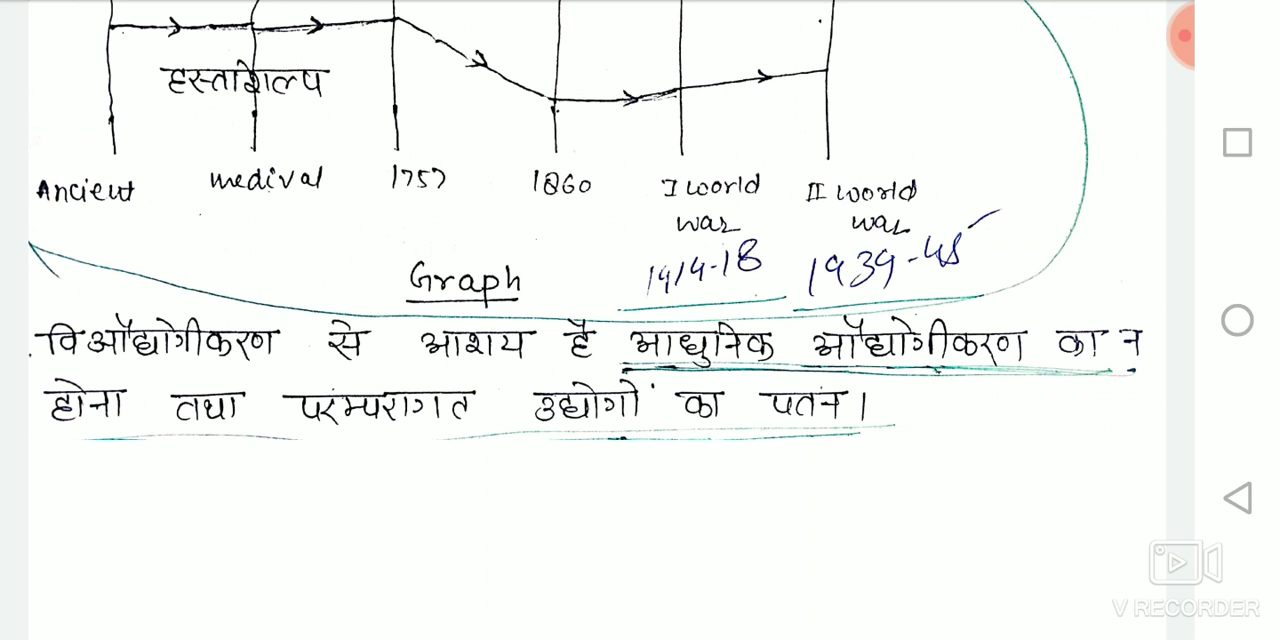 हस्तशिल्प
Ancient medival 1757 1860 I world war II world war
1914-18 1939-45
Graph
विऔद्योगीकरण से आशय है आधुनिक औद्योगीकरण का न
होना तथा परंम्परागत उद्योगों का पतन।
V RECORDER